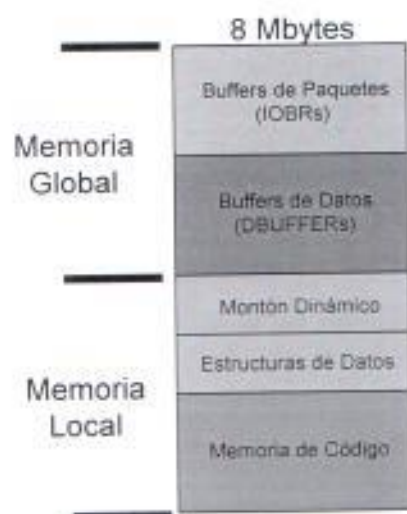 8 Mbytes
Buffers de Paquetes
(IOBRs)
Memoria
Global
Buffers de Datos
(DBUFFERs)
Montón Dinámico
Estructuras de Datos
Memoria
Local
Memoria de Código